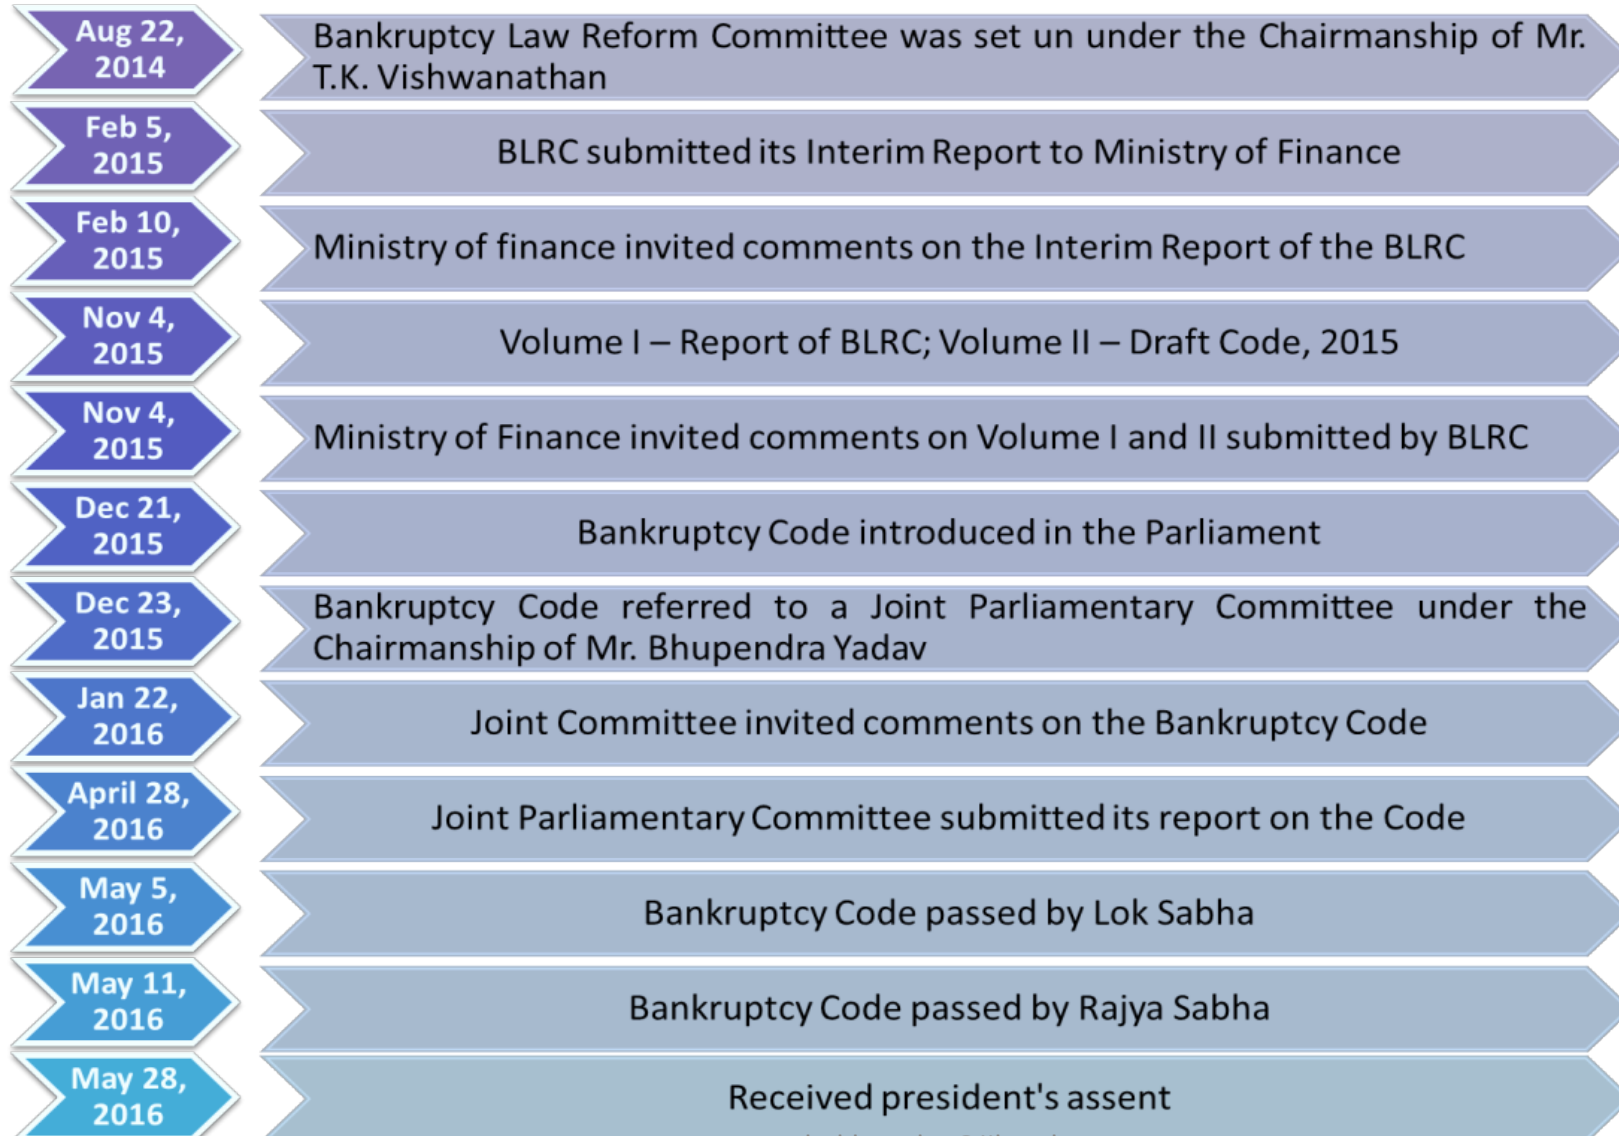 Aug 22,
2014
Bankruptcy Law Reform Committee was set un under the Chairmanship of Mr.
T.K. Vishwanathan
Feb 5,
2015
BLRC submitted its Interim Report to Ministry of Finance
Feb 10,
2015
Ministry of finance invited comments on the Interim Report of the BLRC
Nov 4,
2015
Volume I – Report of BLRC; Volume II – Draft Code, 2015
Nov 4,
2015
Ministry of Finance invited comments on Volume I and II submitted by BLRC
Dec 21,
2015
Bankruptcy Code introduced in the Parliament
Dec 23,
2015
Bankruptcy Code referred to a Joint Parliamentary Committee under the
Chairmanship of Mr. Bhupendra Yadav
Jan 22,
2016
Joint Committee invited comments on the Bankruptcy Code
April 28,
2016
Joint Parliamentary Committee submitted its report on the Code
May 5,
2016
Bankruptcy Code passed by Lok Sabha
May 11,
2016
Bankruptcy Code passed by Rajya Sabha
May 28,
2016
Received president's assent